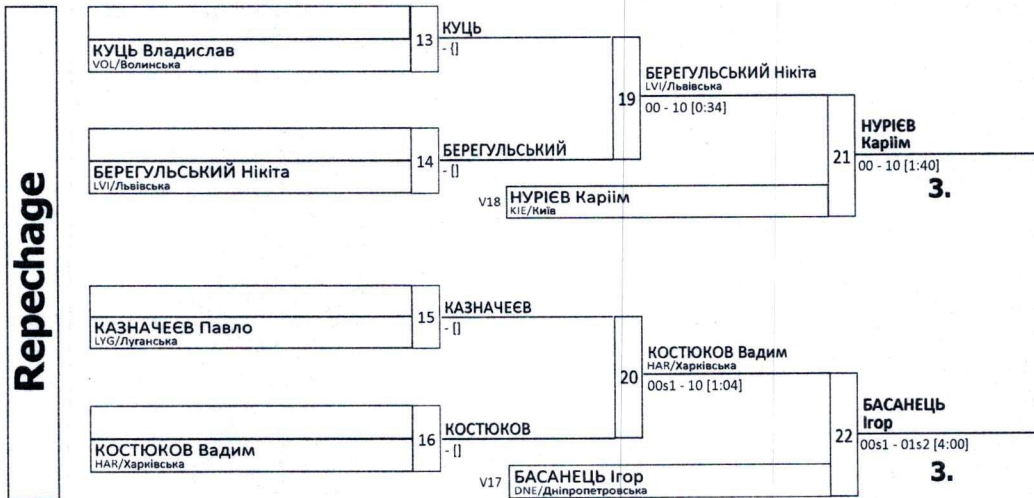 Repechage
КУЦЬ Владислав
VOL/Волинська
13
КУЦЬ
- {]
БЕРЕГУЛЬСЬКИЙ Нікіта
LVI/Львівська
14
БЕРЕГУЛЬСЬКИЙ
- []
19
БЕРЕГУЛЬСЬКИЙ Нікіта
LVI/Львівська
00 - 10 [0:34]
V18
НУРІЄВ Каріім
KIE/Київ
21
НУРІЄВ
Каріім
00 - 10 [1:40]
3.
КАЗНАЧЕЄВ Павло
LYG/Луганська
15
КАЗНАЧЕЄВ
- []
КОСТЮКОВ Вадим
HAR/Харківська
16
КОСТЮКОВ
- []
20
КОСТЮКОВ Вадим
HAR/Харківська
00s1 - 10 [1:04]
V17
БАСАНЕЦЬ Ігор
DNE/Дніпропетровська
22
БАСАНЕЦЬ
Ігор
00s1 - 01s2 [4:00]
3.